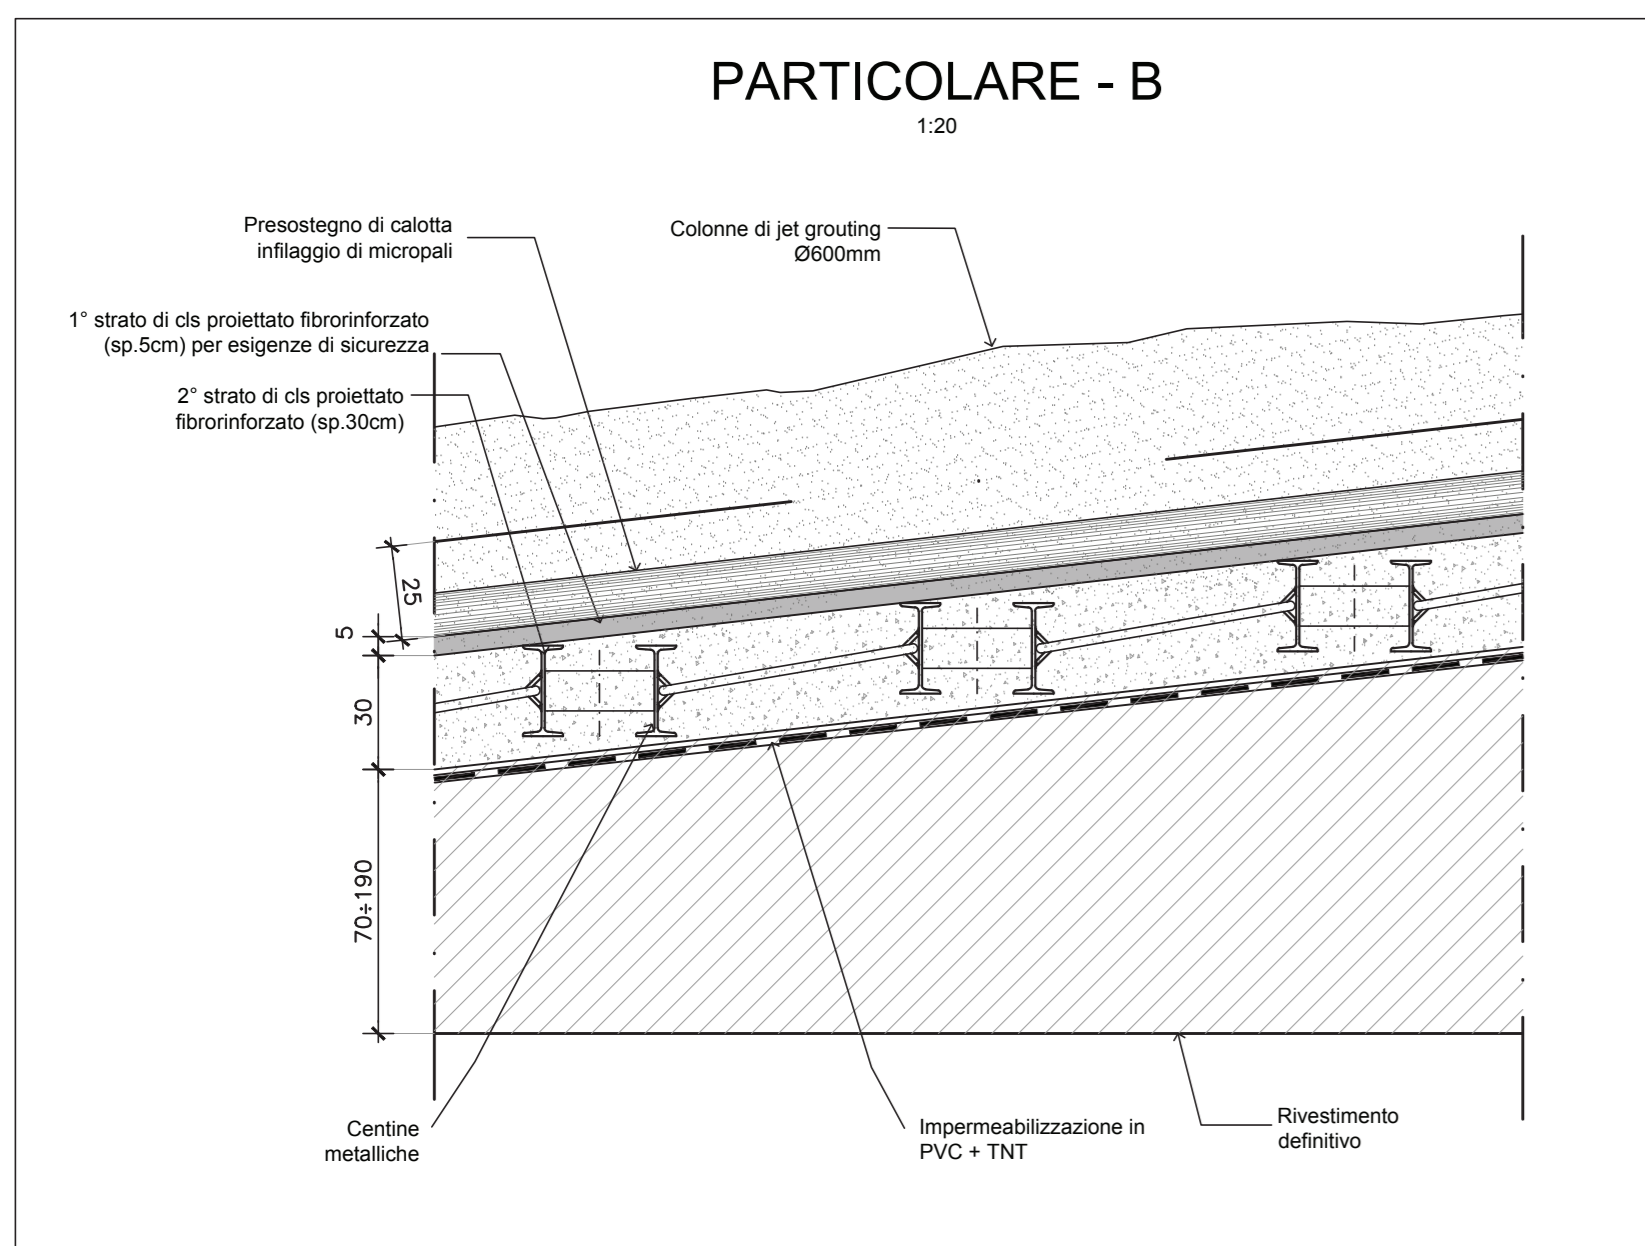 PARTICOLARE - B
1:20
Presostegno di calotta
infilaggio di micropali
Colonne di jet grouting
Ø600mm
1° strato di cls proiettato fibrorinforzato
(sp.5cm) per esigenze di sicurezza
2° strato di cls proiettato
fibrorinforzato (sp.30cm)
25
5
30
70÷190
Centine
metalliche
Impermeabilizzazione in
PVC + TNT
Rivestimento
definitivo